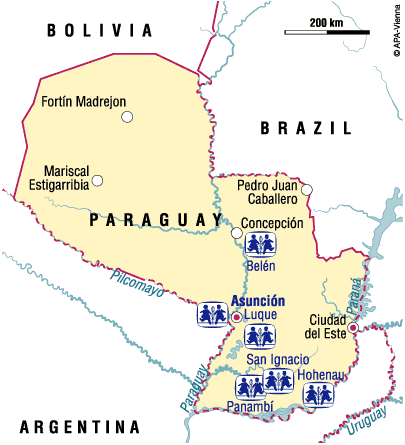 BOLIVIA
200 km
© APA-Vienna
Fortín Madrejon
BRAZIL
Mariscal
Estigarribia
Pedro Juan
Caballero
PARAGUAY
Concepción
Belén
Pilcomayo
Paraná
Asunción
Luque
Ciudad
del Este
San Ignacio
Hohenau
Paraguay
Panambí
Uruguay
ARGENTINA